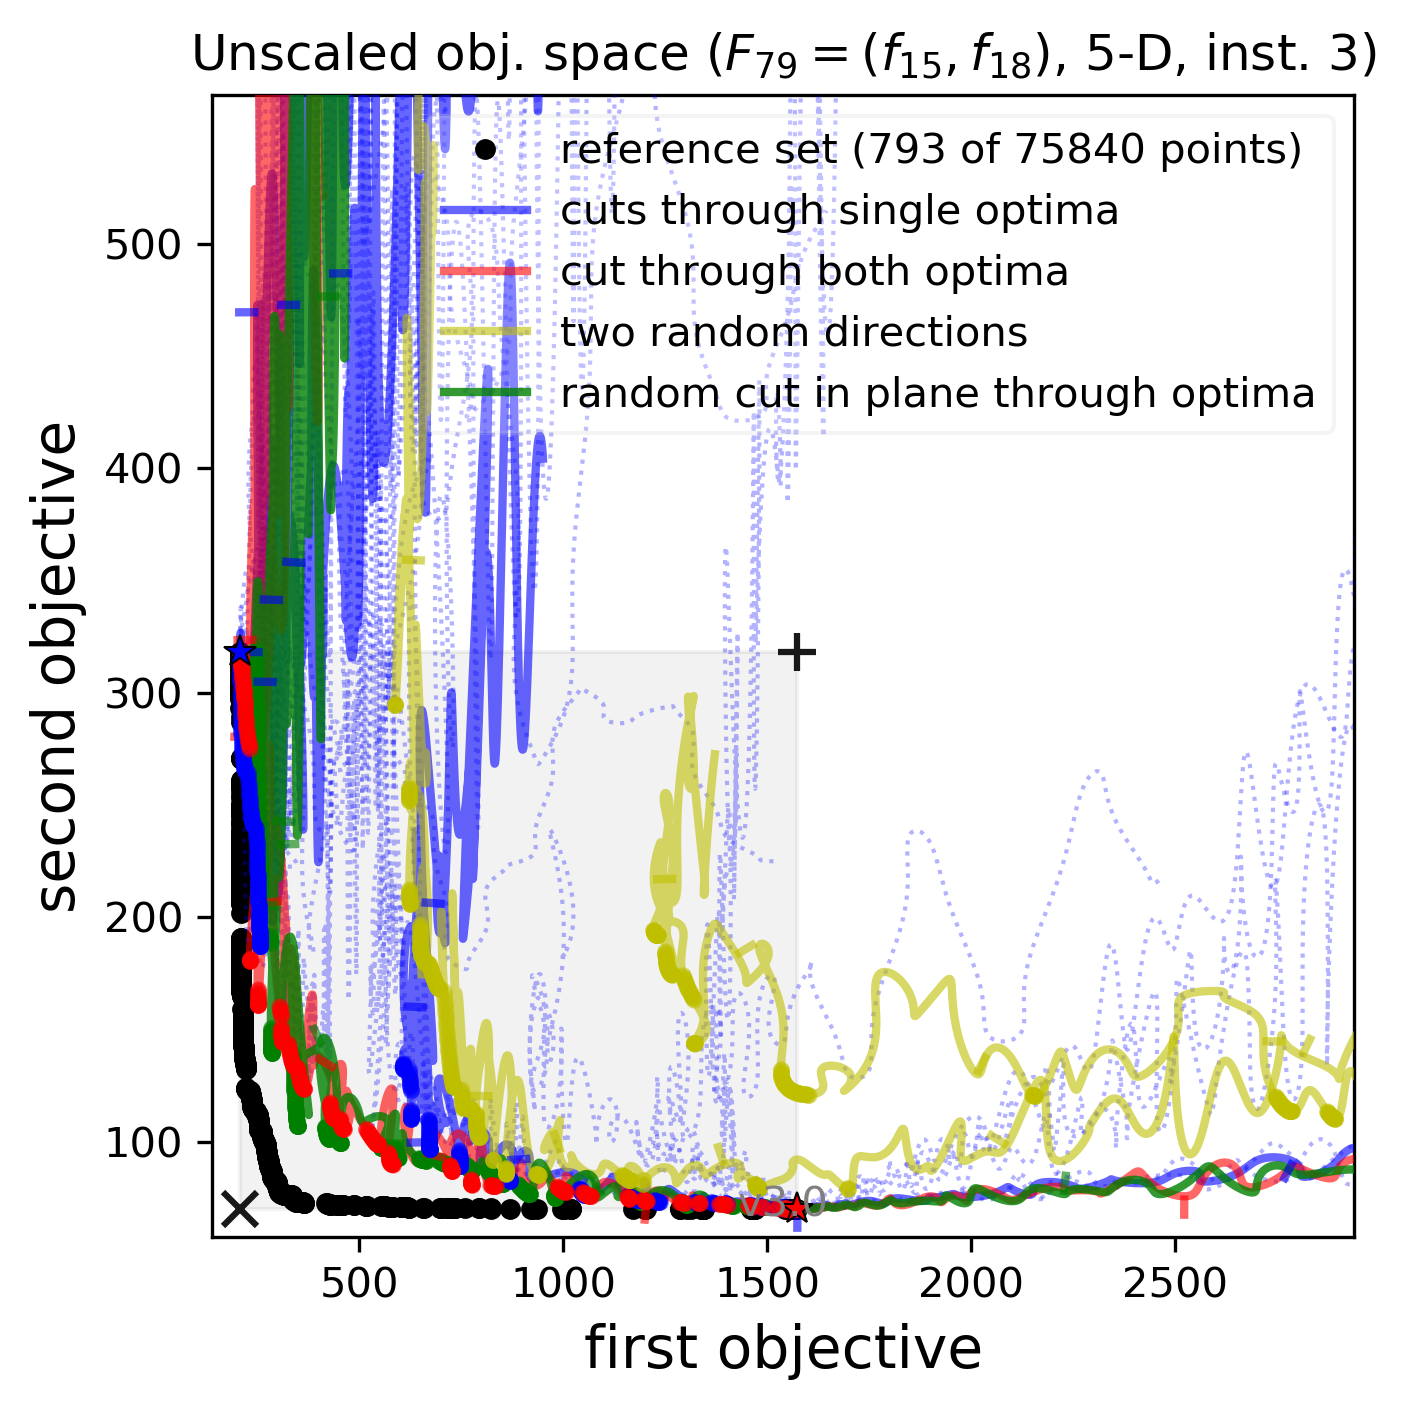 Unscaled obj. space (F₇₉ = (f₁₅, f₁₈), 5-D, inst. 3)
reference set (793 of 75840 points)
cuts through single optima
cut through both optima
two random directions
random cut in plane through optima
second objective
500
400
300
200
100
v3.0
500
1000
1500
2000
2500
first objective